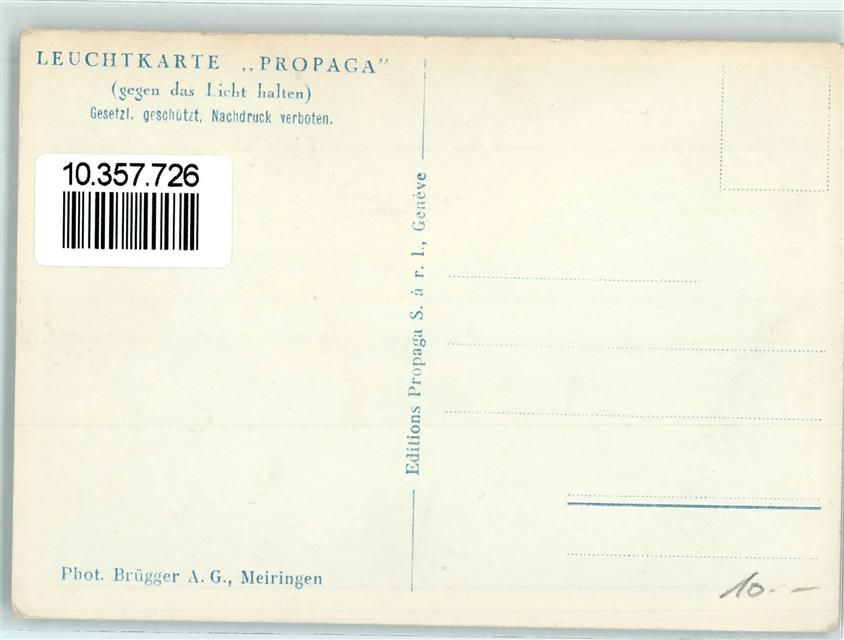 LEUCHTKARTE „PROPAGA”
(gegen das Licht halten)
Gesetzl. geschützt, Nachdruck verboten.
10.357.726
Editions Propaga S. à r. l., Genève
Phot. Brügger A. G., Meiringen
10.–